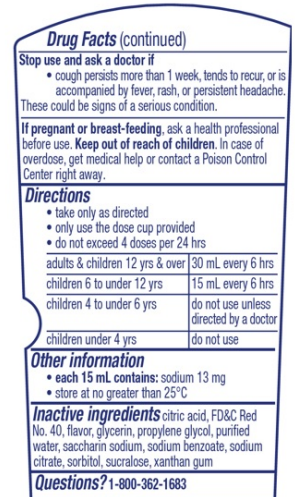 Drug Facts (continued)
Stop use and ask a doctor if
• cough persists more than 1 week, tends to recur, or is
accompanied by fever, rash, or persistent headache.
These could be signs of a serious condition.
If pregnant or breast-feeding, ask a health professional
before use. Keep out of reach of children. In case of
overdose, get medical help or contact a Poison Control
Center right away.
Directions
• take only as directed
• only use the dose cup provided
• do not exceed 4 doses per 24 hrs
adults & children 12 yrs & over 30 mL every 6 hrs
children 6 to under 12 yrs 15 mL every 6 hrs
children 4 to under 6 yrs do not use unless
directed by a doctor
children under 4 yrs do not use
Other information
• each 15 mL contains: sodium 13 mg
• store at no greater than 25°C
Inactive ingredients citric acid, FD&C Red
No. 40, flavor, glycerin, propylene glycol, purified
water, saccharin sodium, sodium benzoate, sodium
citrate, sorbitol, sucralose, xanthan gum
Questions? 1-800-362-1683